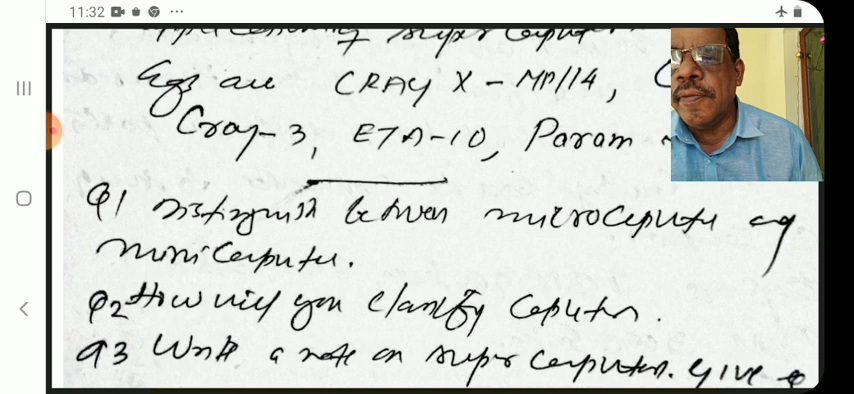 11:32
Egs are CRAY X-MP/14, C
Cray-3, ETA-10, Param
Q1 Distinguish between microcomputer and
minicomputer.
Q2 How will you classify computers.
Q3 Write a note on super computers. Give